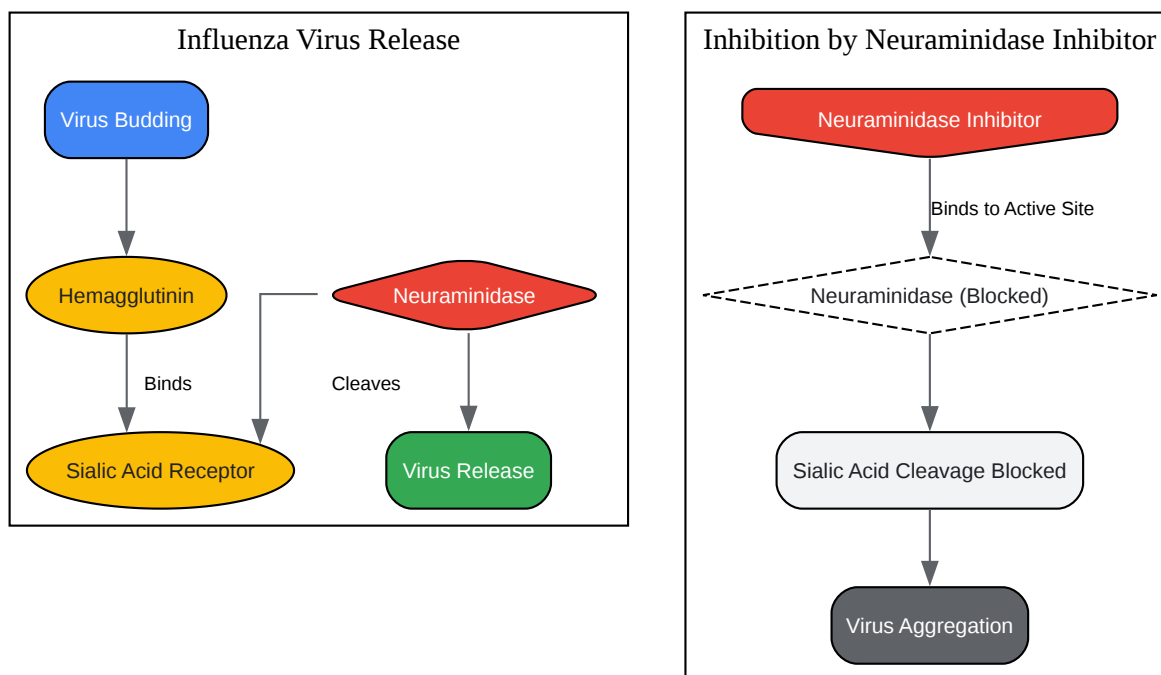 Influenza Virus Release
Virus Budding
Hemagglutinin
Neuraminidase
Binds
Cleaves
Sialic Acid Receptor
Virus Release
Inhibition by Neuraminidase Inhibitor
Neuraminidase Inhibitor
Binds to Active Site
Neuraminidase (Blocked)
Sialic Acid Cleavage Blocked
Virus Aggregation